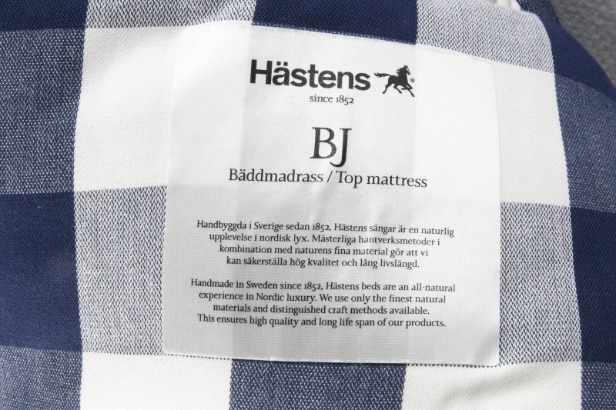 Hästens
since 1852
BJ
Bäddmadrass / Top mattress
Handbyggda i Sverige sedan 1852, Hästens sängar är en naturlig
upplevelse i nordisk lyx. Mästerliga hantverksmetoder i
kombination med naturens fina material gör att vi
kan säkerställa hög kvalitet och lång livslängd.
Handmade in Sweden since 1852, Hästens beds are an all-natural
experience in Nordic luxury. We use only the finest natural
materials and distinguished craft methods available.
This ensures high quality and long life span of our products.